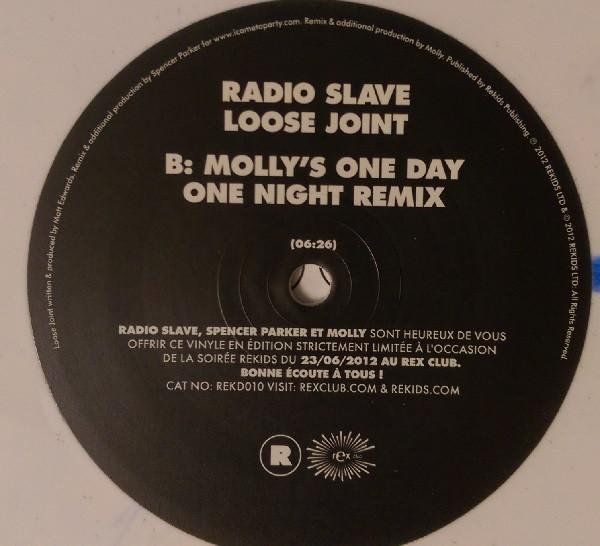 Loose Joint written & produced by Matt Edwards. Remix & additional production by Spencer Parker for www.icametoparty.com. Remix & additional production by Molly. Published by Rekids Publishing ℗ 2012 REKIDS LTD & © 2012 REKIDS LTD. All Rights Reserved.
RADIO SLAVE
LOOSE JOINT
B: MOLLY'S ONE DAY
ONE NIGHT REMIX
(06:26)
RADIO SLAVE, SPENCER PARKER ET MOLLY SONT HEUREUX DE VOUS
OFFRIR CE VINYLE EN ÉDITION STRICTEMENT LIMITÉE À L'OCCASION
DE LA SOIRÉE REKIDS DU 23/06/2012 AU REX CLUB.
BONNE ÉCOUTE À TOUS !
CAT NO: REKD010 VISIT: REXCLUB.COM & REKIDS.COM
R
rex club